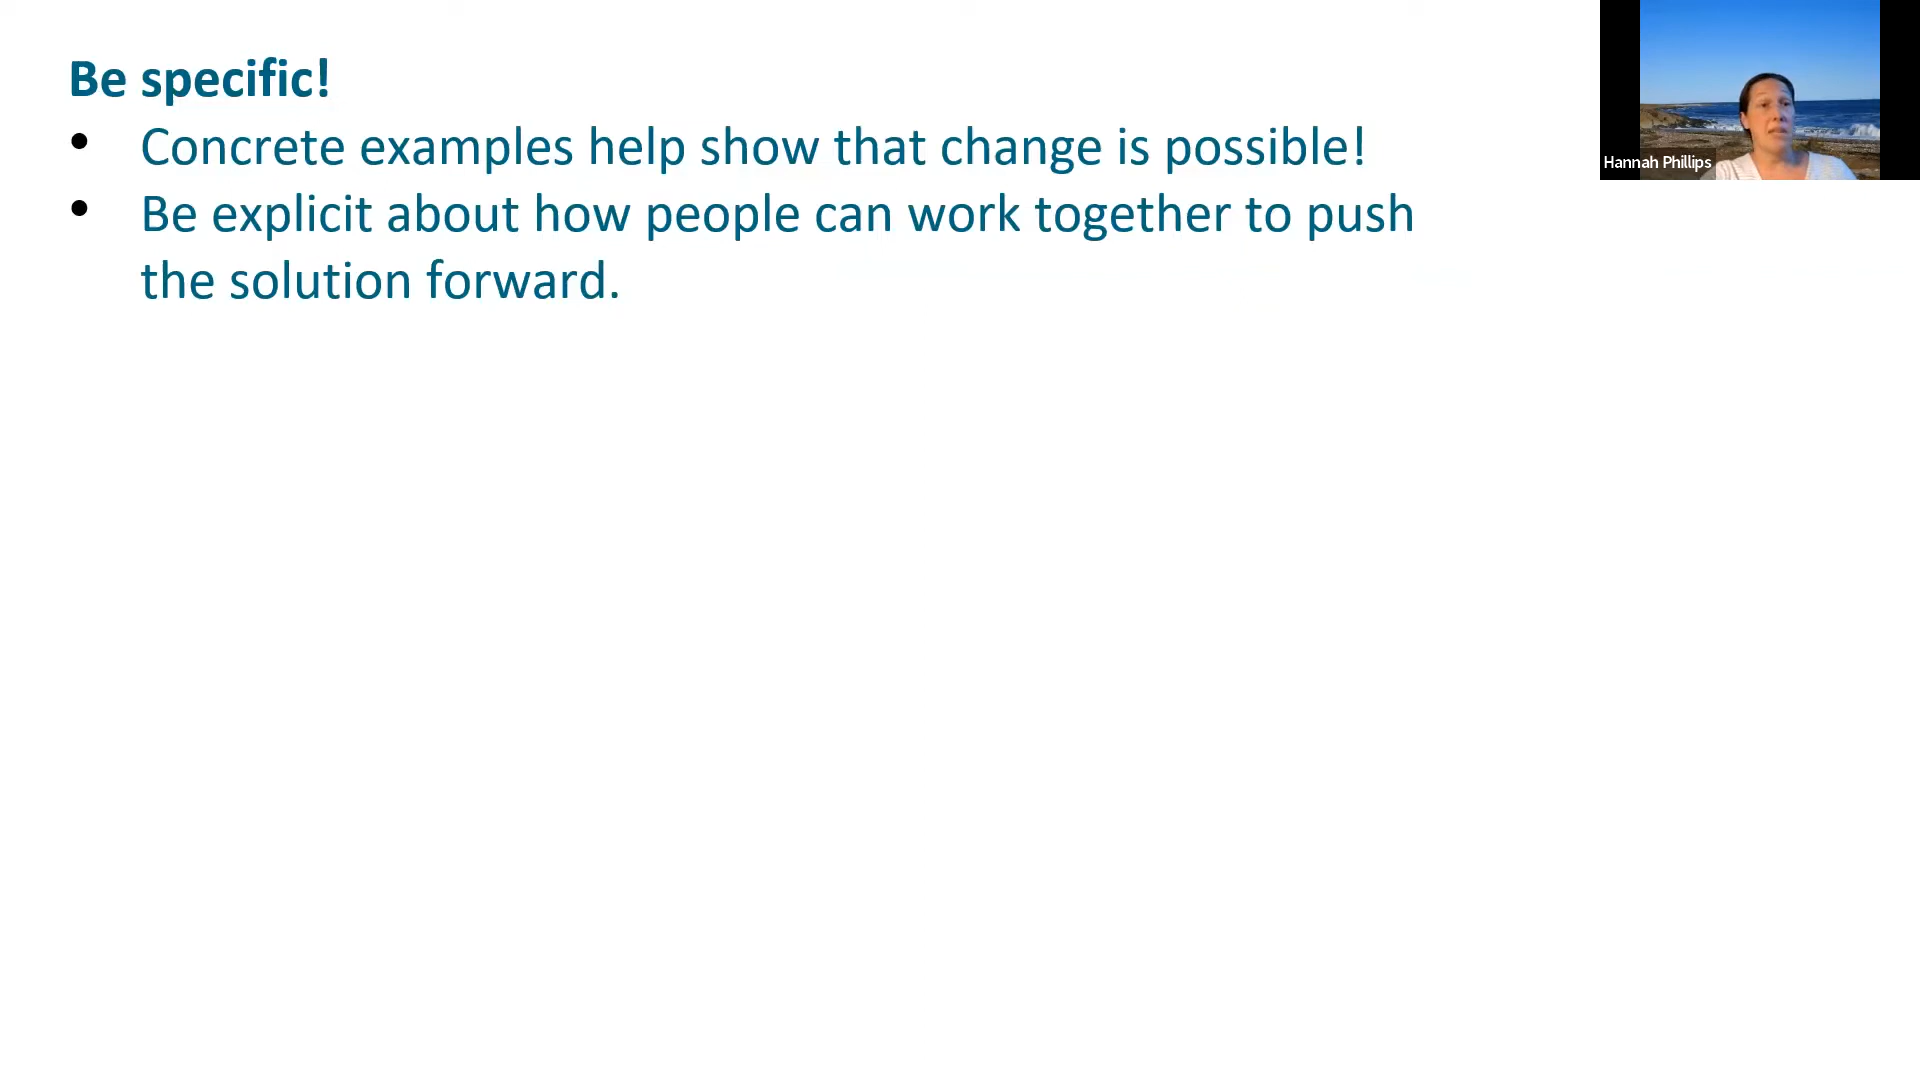 Be specific!
• Concrete examples help show that change is possible!
• Be explicit about how people can work together to push
the solution forward.
Hannah Phillips